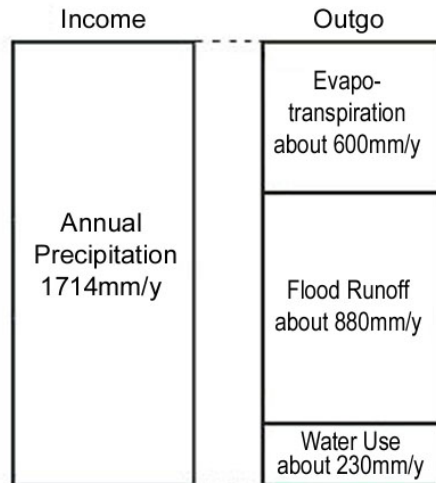 Income
Outgo
Annual
Precipitation
1714mm/y
Evapo-
transpiration
about 600mm/y
Flood Runoff
about 880mm/y
Water Use
about 230mm/y